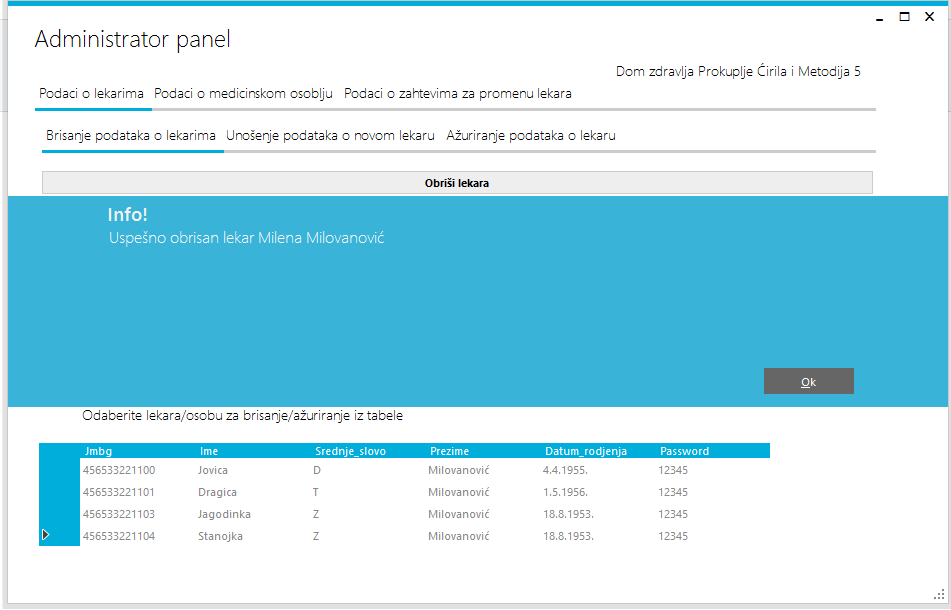 Administrator panel
Dom zdravlja Prokuplje Ćirila i Metodija 5
Podaci o lekarima Podaci o medicinskom osoblju Podaci o zahtevima za promenu lekara
Brisanje podataka o lekarima Unošenje podataka o novom lekaru Ažuriranje podataka o lekaru
Obriši lekara
Info!
Uspešno obrisan lekar Milena Milovanović
Ok
Odaberite lekara/osobu za brisanje/ažuriranje iz tabele
Jmbg Ime Srednje_slovo Prezime Datum_rodjenja Password
456533221100 Jovica D Milovanović 4.4.1955. 12345
456533221101 Dragica T Milovanović 1.5.1956. 12345
456533221103 Jagodinka Z Milovanović 18.8.1953. 12345
456533221104 Stanojka Z Milovanović 18.8.1953. 12345